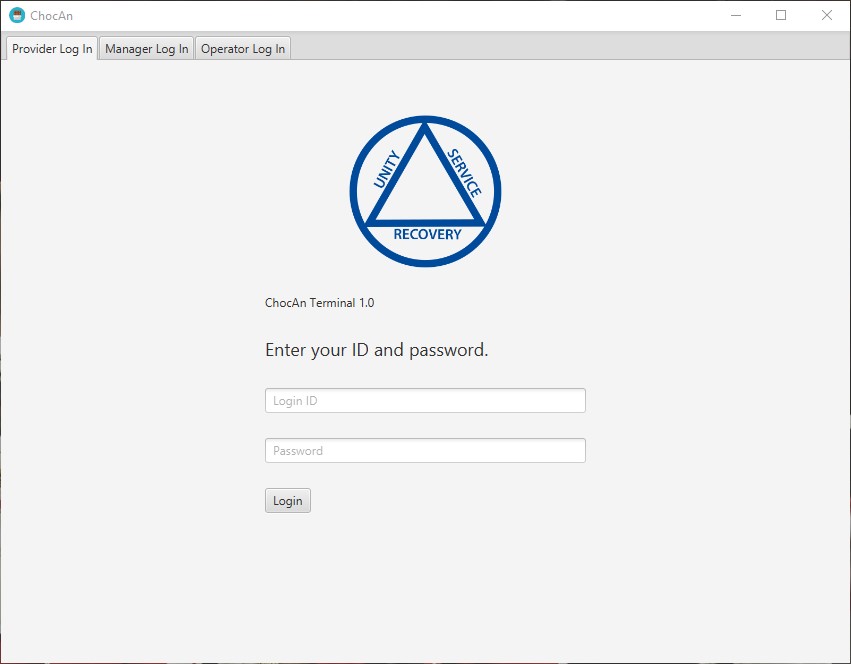 ChocAn
Provider Log In Manager Log In Operator Log In
UNITY
SERVICE
RECOVERY
ChocAn Terminal 1.0
Enter your ID and password.
Login ID
Password
Login